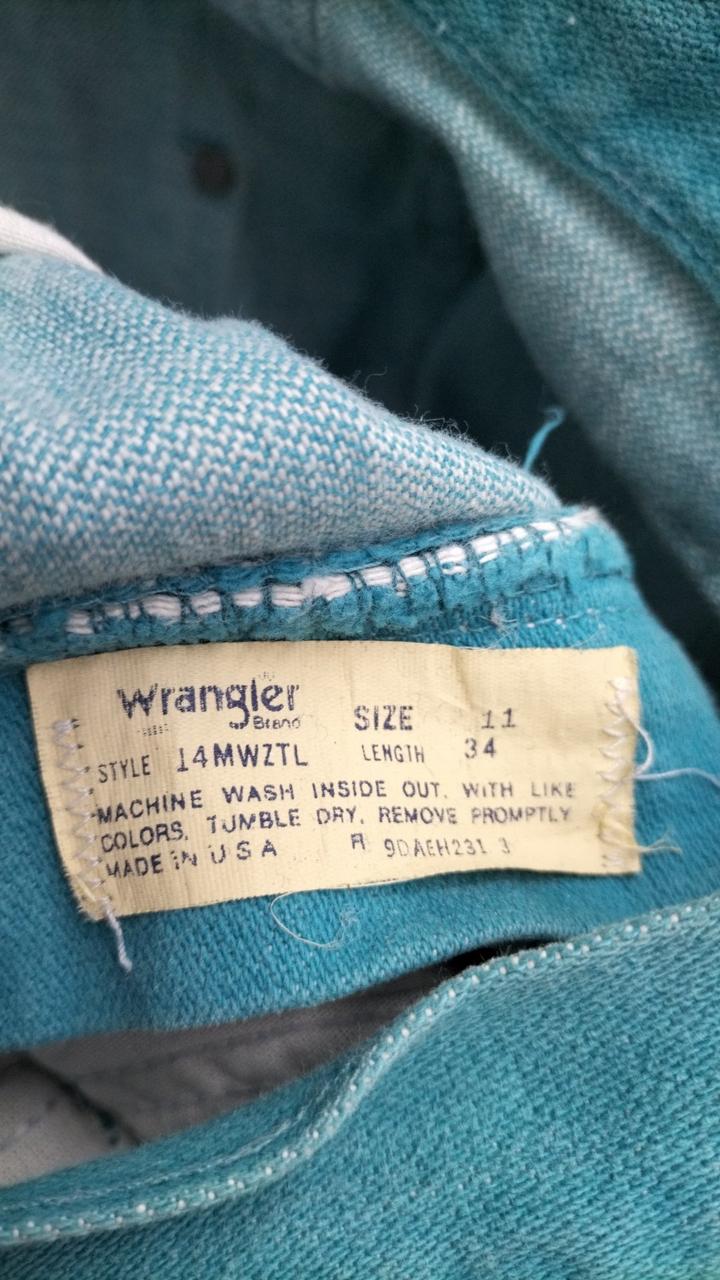 Wrangler
Brand
SIZE 11
STYLE 14MWZTL LENGTH 34
MACHINE WASH INSIDE OUT. WITH LIKE
COLORS. TUMBLE DRY. REMOVE PROMPTLY
MADE IN U S A R 9DAEH231 3